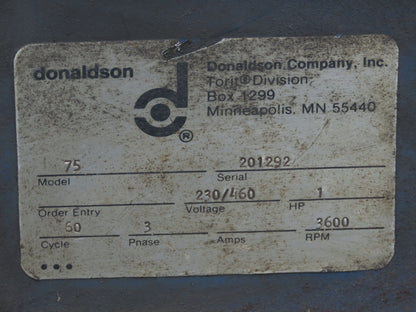 donaldson
Donaldson Company, Inc.
Torit® Division
Box 1299
Minneapolis, MN 55440
d
®
75 201292
Model Serial
230/460 1
Order Entry Voltage HP
60 3 3600
Cycle Phase Amps RPM